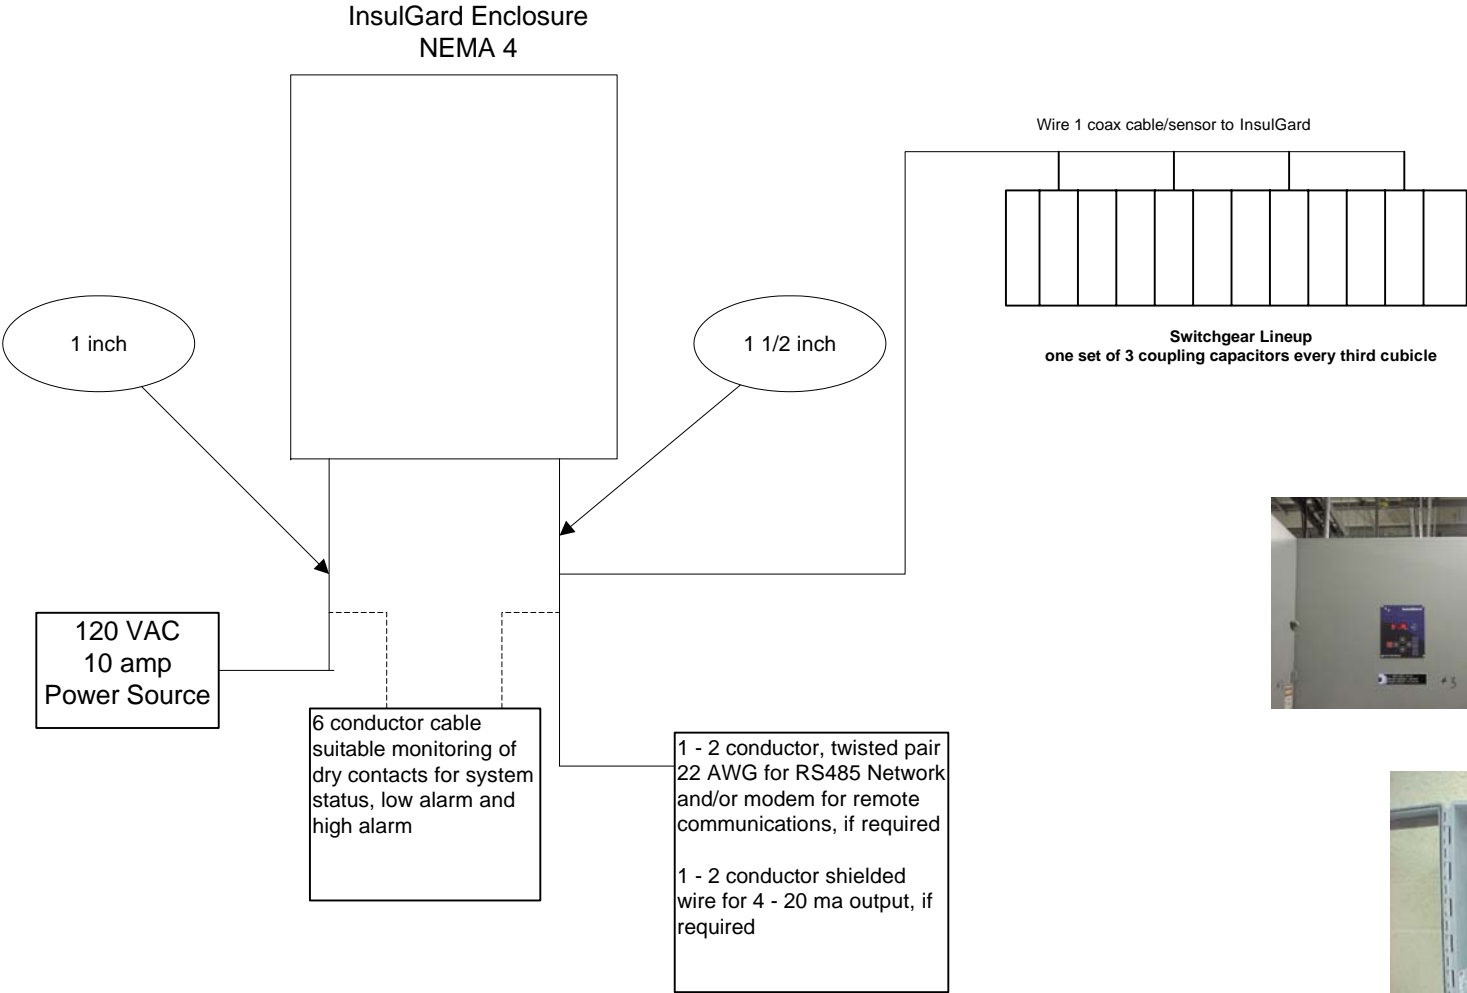 InsulGard Enclosure
NEMA 4
Wire 1 coax cable/sensor to InsulGard
Switchgear Lineup
one set of 3 coupling capacitors every third cubicle
1 inch
1 1/2 inch
120 VAC
10 amp
Power Source
6 conductor cable
suitable monitoring of
dry contacts for system
status, low alarm and
high alarm
1 - 2 conductor, twisted pair
22 AWG for RS485 Network
and/or modem for remote
communications, if required
1 - 2 conductor shielded
wire for 4 - 20 ma output, if
required